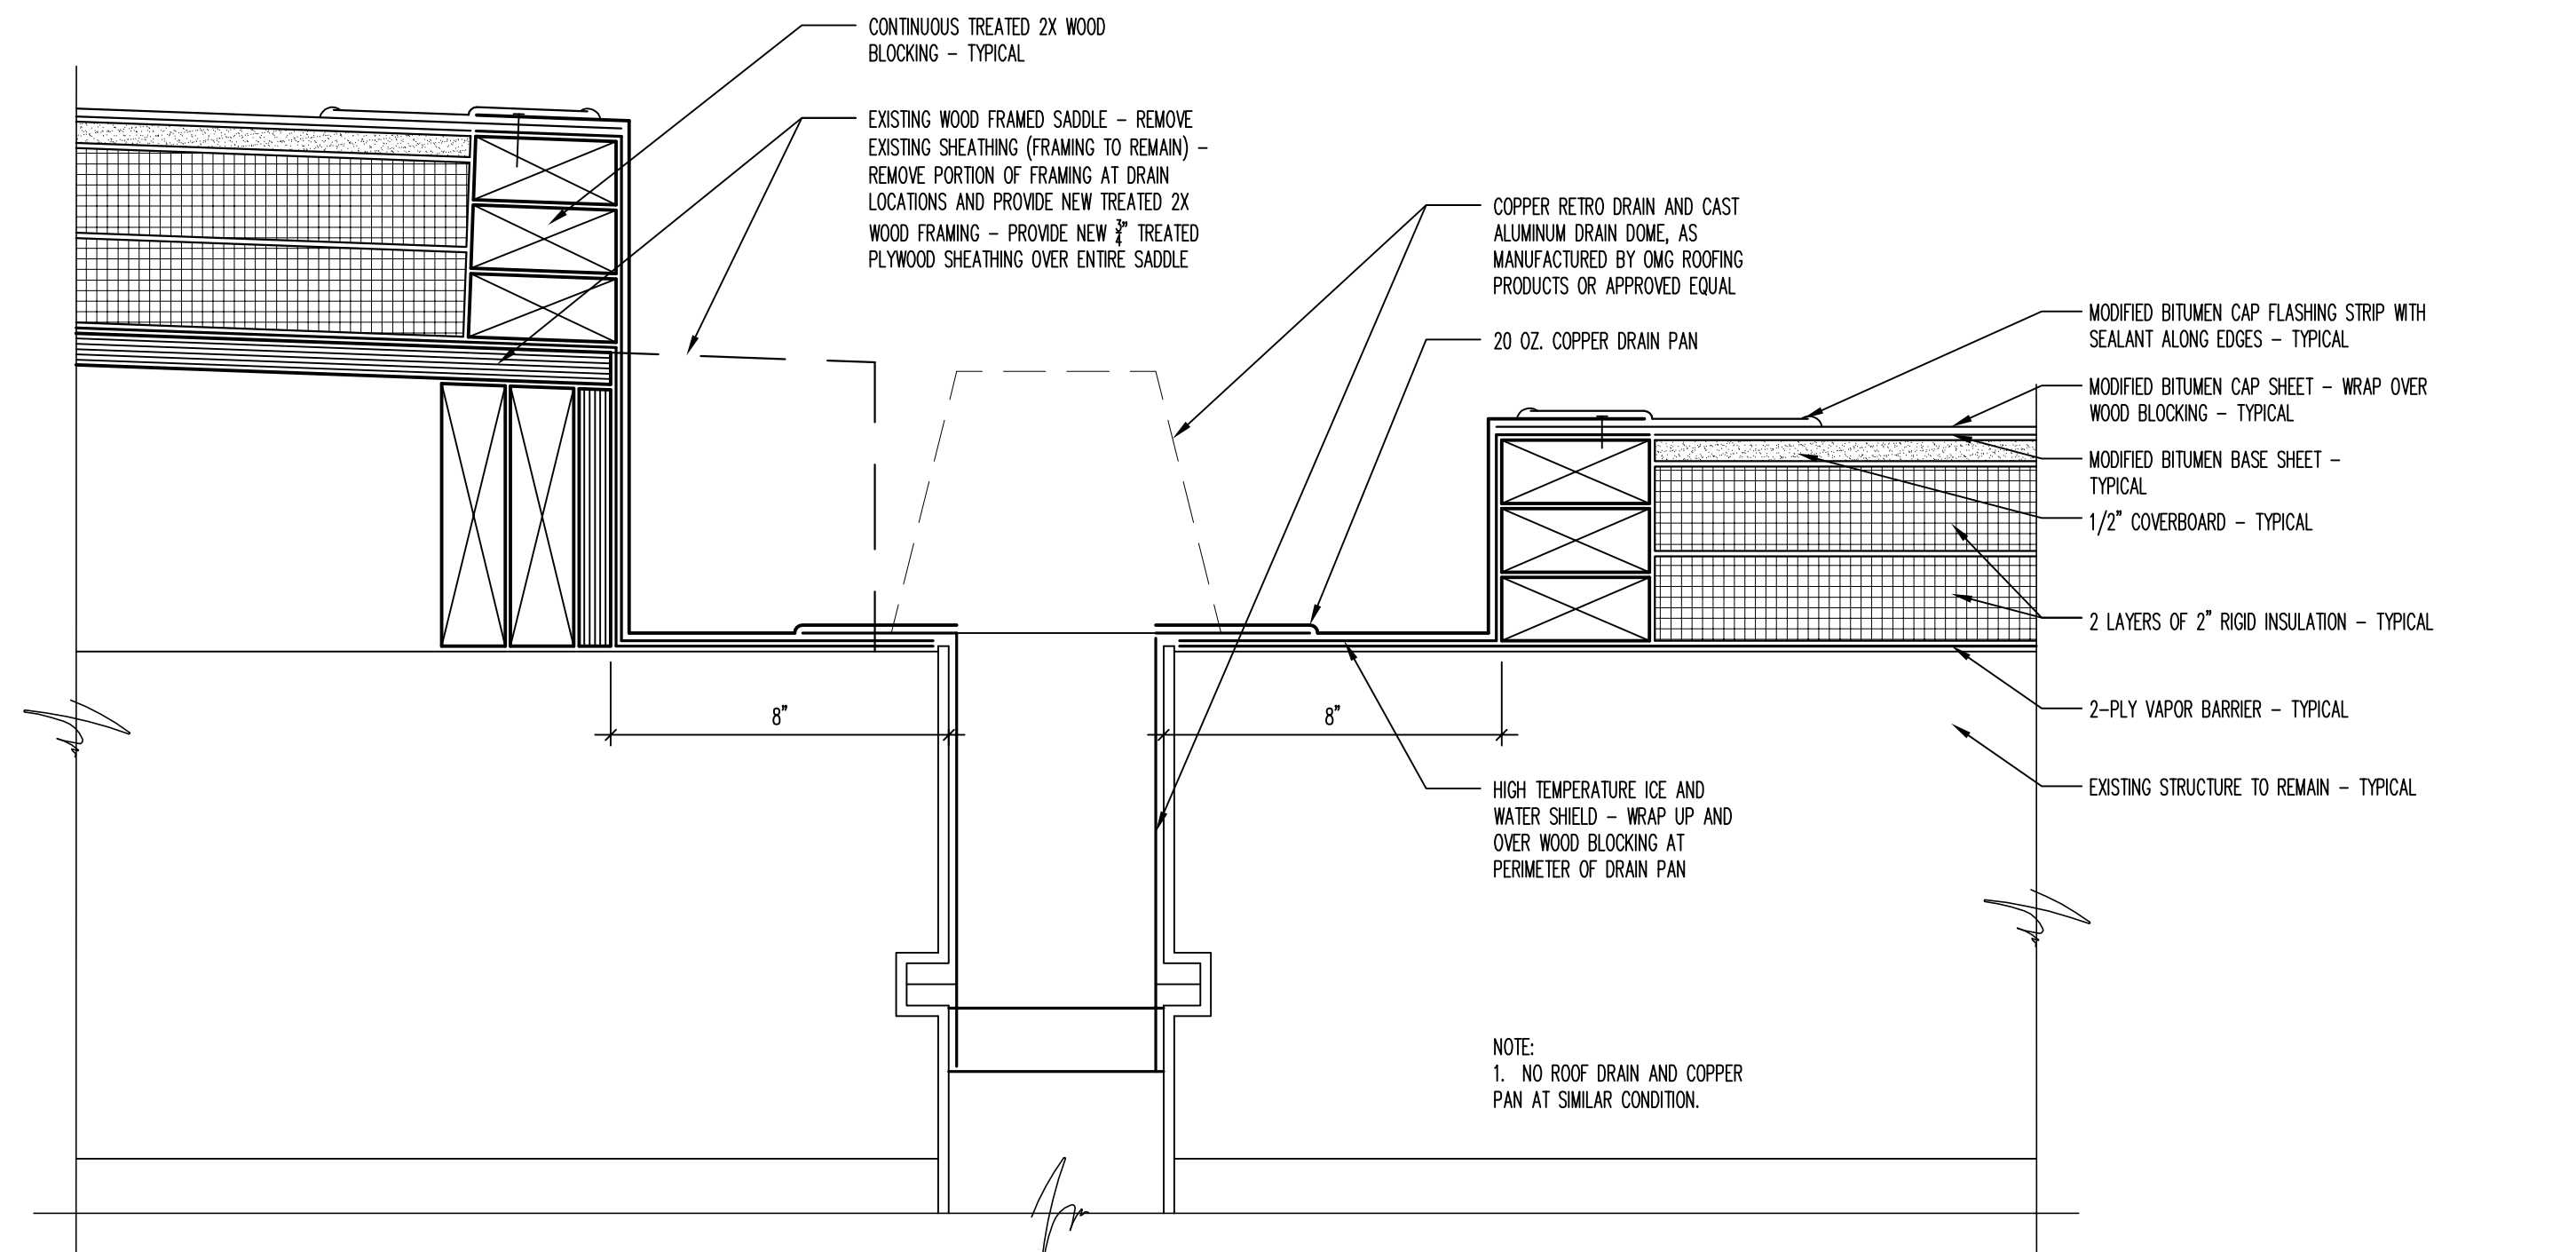 CONTINUOUS TREATED 2X WOOD
BLOCKING – TYPICAL
EXISTING WOOD FRAMED SADDLE – REMOVE
EXISTING SHEATHING (FRAMING TO REMAIN) –
REMOVE PORTION OF FRAMING AT DRAIN
LOCATIONS AND PROVIDE NEW TREATED 2X
WOOD FRAMING – PROVIDE NEW 3/4" TREATED
PLYWOOD SHEATHING OVER ENTIRE SADDLE
COPPER RETRO DRAIN AND CAST
ALUMINUM DRAIN DOME, AS
MANUFACTURED BY OMG ROOFING
PRODUCTS OR APPROVED EQUAL
20 OZ. COPPER DRAIN PAN
MODIFIED BITUMEN CAP FLASHING STRIP WITH
SEALANT ALONG EDGES – TYPICAL
MODIFIED BITUMEN CAP SHEET – WRAP OVER
WOOD BLOCKING – TYPICAL
MODIFIED BITUMEN BASE SHEET –
TYPICAL
1/2" COVERBOARD – TYPICAL
2 LAYERS OF 2" RIGID INSULATION – TYPICAL
2-PLY VAPOR BARRIER – TYPICAL
EXISTING STRUCTURE TO REMAIN – TYPICAL
8"
8"
HIGH TEMPERATURE ICE AND
WATER SHIELD – WRAP UP AND
OVER WOOD BLOCKING AT
PERIMETER OF DRAIN PAN
NOTE:
1. NO ROOF DRAIN AND COPPER
PAN AT SIMILAR CONDITION.